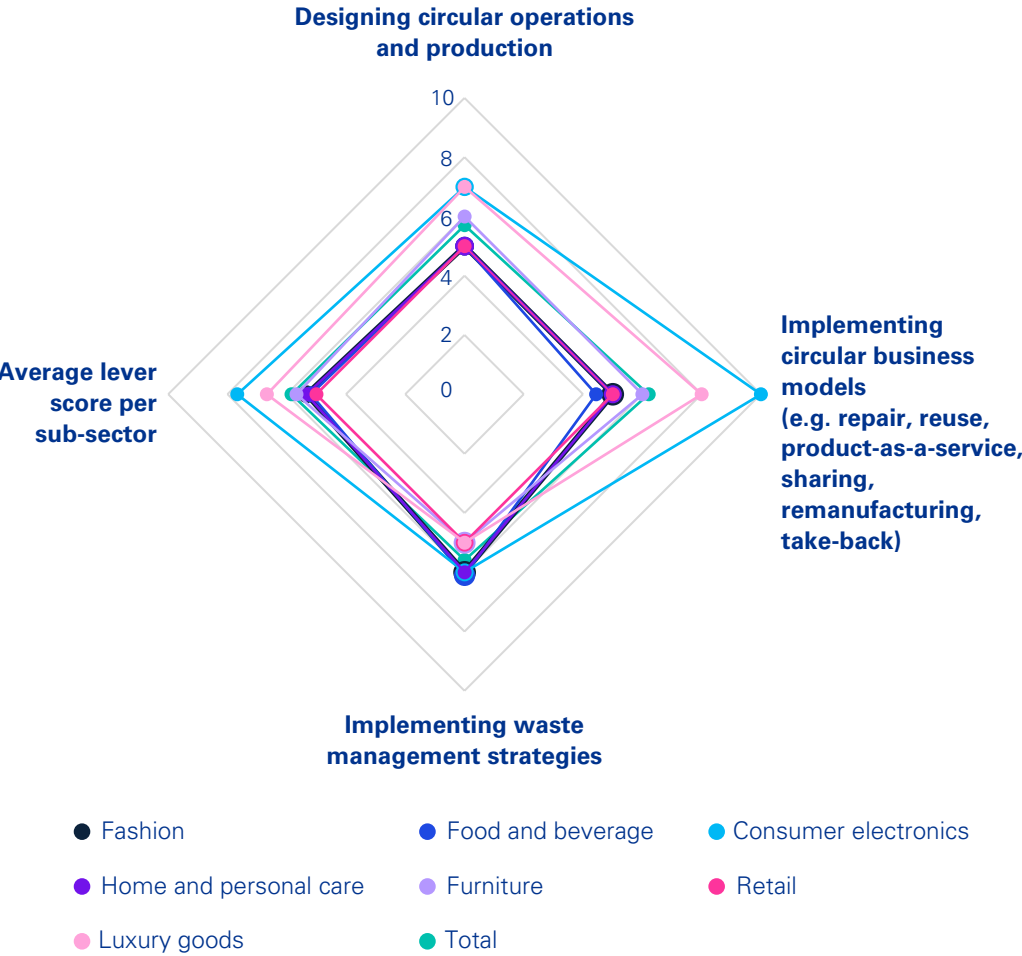 Designing circular operations
and production
10
8
6
4
2
0
Implementing
circular business
models
(e.g. repair, reuse,
product-as-a-service,
sharing,
remanufacturing,
take-back)
Average lever
score per
sub-sector
Implementing waste
management strategies
Fashion
Food and beverage
Consumer electronics
Home and personal care
Furniture
Retail
Luxury goods
Total